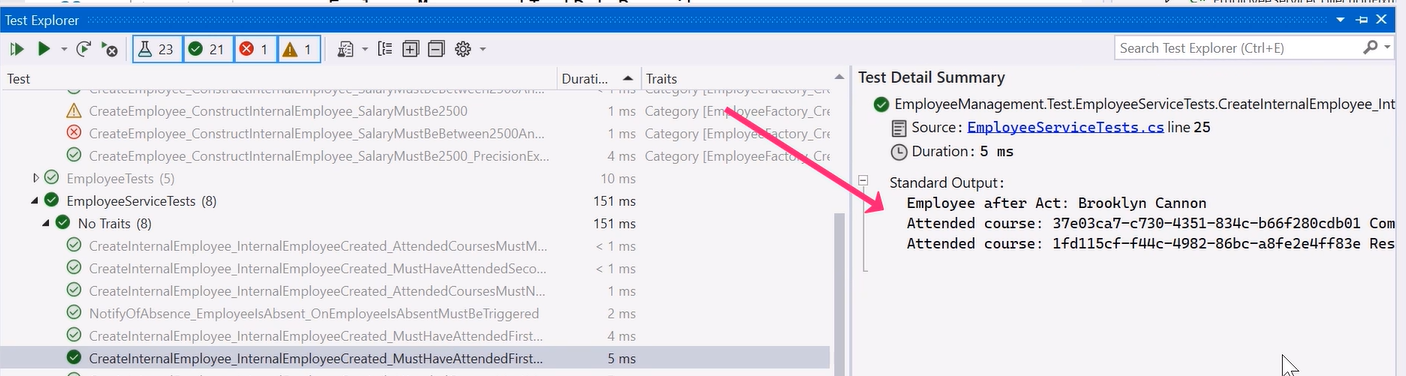 Test Explorer
23 21 1 1
Search Test Explorer (Ctrl+E)
Test Durati... Traits
CreateEmployee_ConstructInternalEmployee_SalaryMustBeBetween2500An... < 1 ms Category [EmployeeFactory_Cre
CreateEmployee_ConstructInternalEmployee_SalaryMustBe2500 1 ms Category [EmployeeFactory_Cre
CreateEmployee_ConstructInternalEmployee_SalaryMustBeBetween2500An... 1 ms Category [EmployeeFactory_Cre
CreateEmployee_ConstructInternalEmployee_SalaryMustBe2500_PrecisionEx... 4 ms Category [EmployeeFactory_Cre
EmployeeTests (5) 10 ms
EmployeeServiceTests (8) 151 ms
No Traits (8) 151 ms
CreateInternalEmployee_InternalEmployeeCreated_AttendedCoursesMustM... < 1 ms
CreateInternalEmployee_InternalEmployeeCreated_MustHaveAttendedSeco... < 1 ms
CreateInternalEmployee_InternalEmployeeCreated_AttendedCoursesMustN... 1 ms
NotifyOfAbsence_EmployeeIsAbsent_OnEmployeeIsAbsentMustBeTriggered 2 ms
CreateInternalEmployee_InternalEmployeeCreated_MustHaveAttendedFirst... 4 ms
CreateInternalEmployee_InternalEmployeeCreated_MustHaveAttendedFirst... 5 ms
Test Detail Summary
EmployeeManagement.Test.EmployeeServiceTests.CreateInternalEmployee_Int
Source: EmployeeServiceTests.cs line 25
Duration: 5 ms
Standard Output:
Employee after Act: Brooklyn Cannon
Attended course: 37e03ca7-c730-4351-834c-b66f280cdb01 Com
Attended course: 1fd115cf-f44c-4982-86bc-a8fe2e4ff83e Res